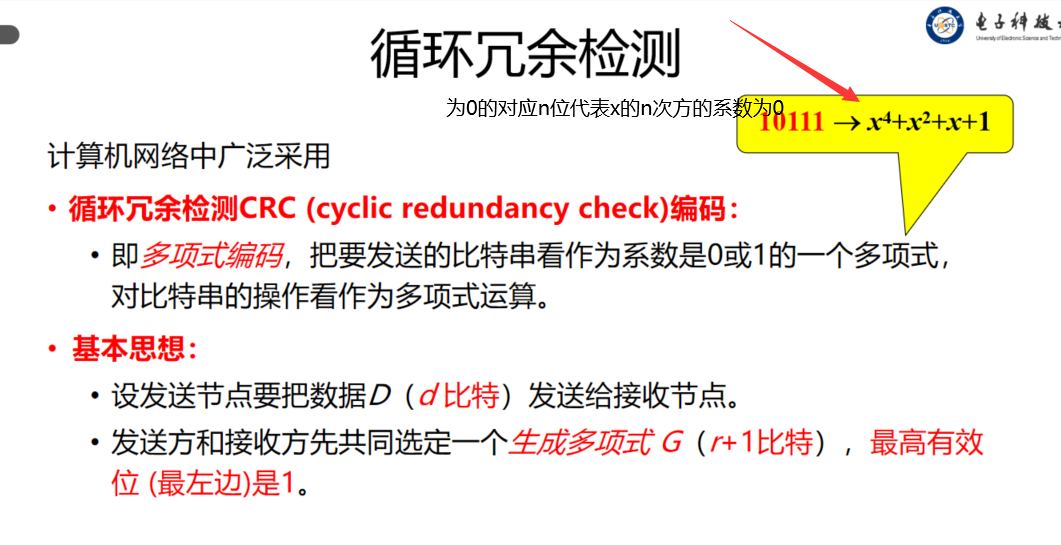 循环冗余检测
电子科技
University of Electronic Science and Techn
为0的对应n位代表x的n次方的系数为0
10111 → x⁴+x²+x+1
计算机网络中广泛采用
• 循环冗余检测CRC (cyclic redundancy check)编码：
• 即多项式编码，把要发送的比特串看作为系数是0或1的一个多项式，
对比特串的操作看作为多项式运算。
• 基本思想：
• 设发送节点要把数据D（d 比特）发送给接收节点。
• 发送方和接收方先共同选定一个生成多项式 G（r+1比特），最高有效
位 (最左边)是1。